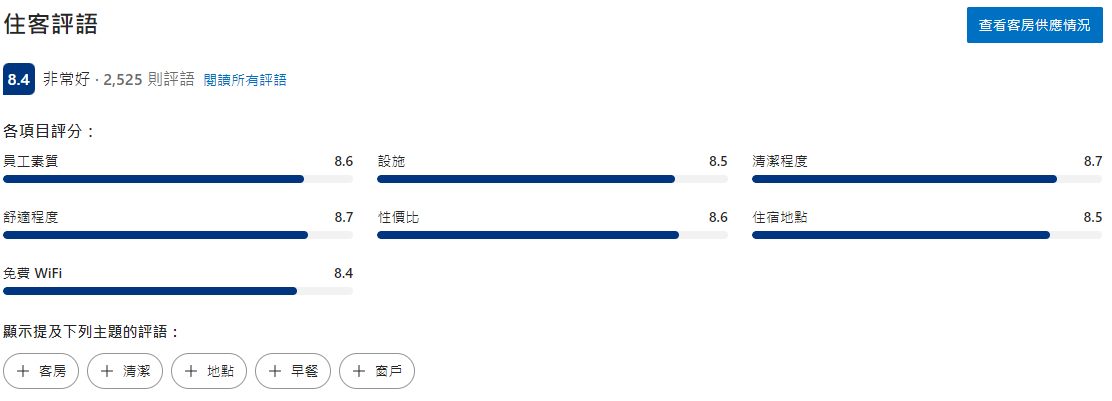 住客評語
查看客房供應情況
8.4 非常好 · 2,525 則評語 閱讀所有評語
各項目評分：
員工素質 8.6 設施 8.5 清潔程度 8.7
舒適程度 8.7 性價比 8.6 住宿地點 8.5
免費 WiFi 8.4
顯示提及下列主題的評語：
+ 客房 + 清潔 + 地點 + 早餐 + 窗戶